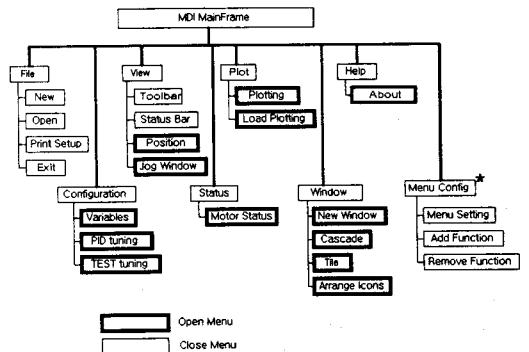 MDI MainFrame
File
New
Open
Print Setup
Exit
View
Toolbar
Status Bar
Position
Jog Window
Plot
Plotting
Load Plotting
Help
About
Configuration
Variables
PID tuning
TEST tuning
Status
Motor Status
Window
New Window
Cascade
Tile
Arrange Icons
Menu Config *
Menu Setting
Add Function
Remove Function
Open Menu
Close Menu